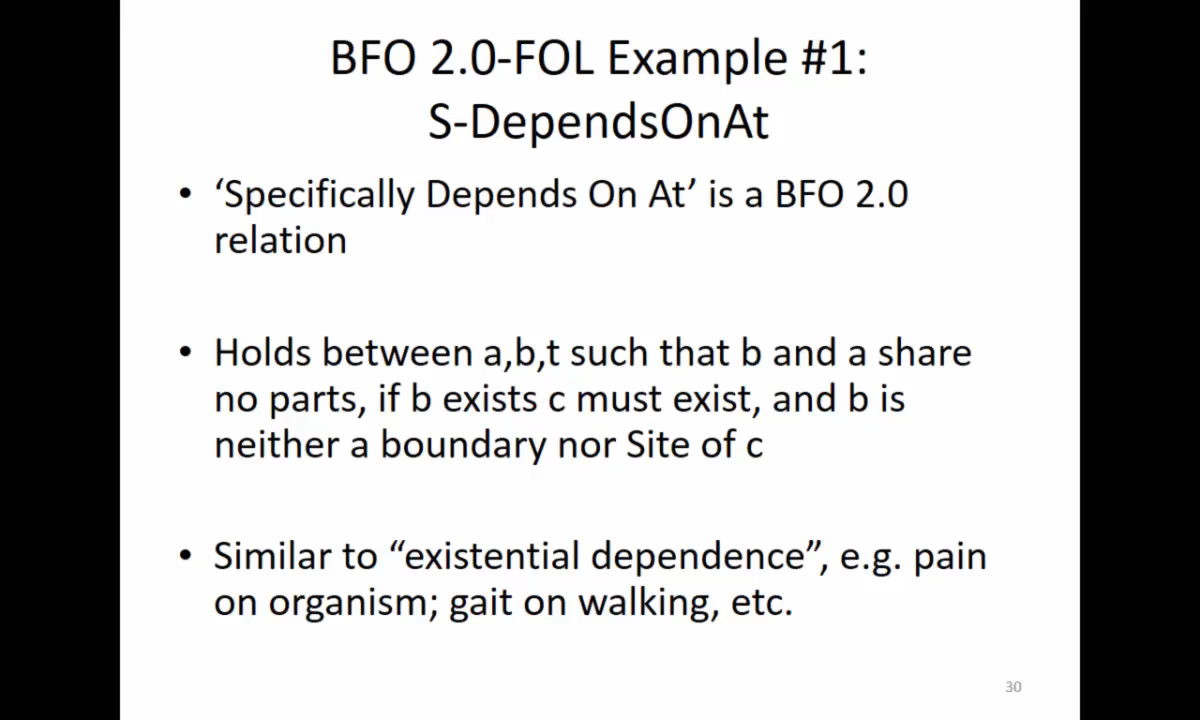 BFO 2.0-FOL Example #1:
S-DependsOnAt
• ‘Specifically Depends On At’ is a BFO 2.0
relation
• Holds between a,b,t such that b and a share
no parts, if b exists c must exist, and b is
neither a boundary nor Site of c
• Similar to “existential dependence”, e.g. pain
on organism; gait on walking, etc.
30